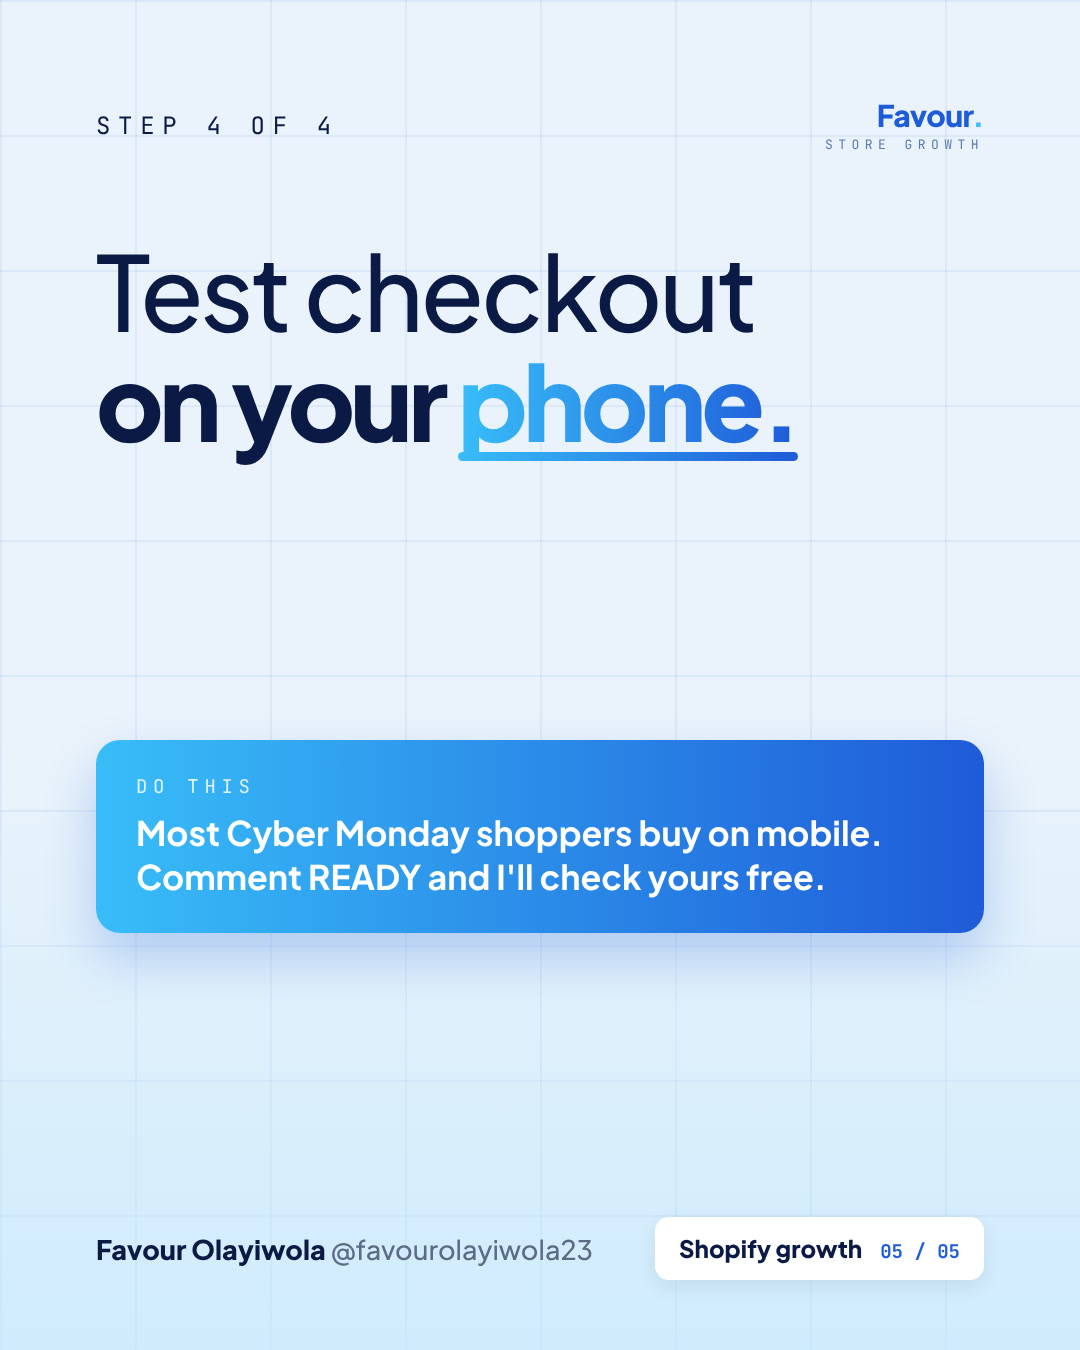 STEP 4 OF 4
Favour.
STORE GROWTH
Test checkout
on your phone.
DO THIS
Most Cyber Monday shoppers buy on mobile.
Comment READY and I'll check yours free.
Favour Olayiwola @favourolayiwola23
Shopify growth 05 / 05